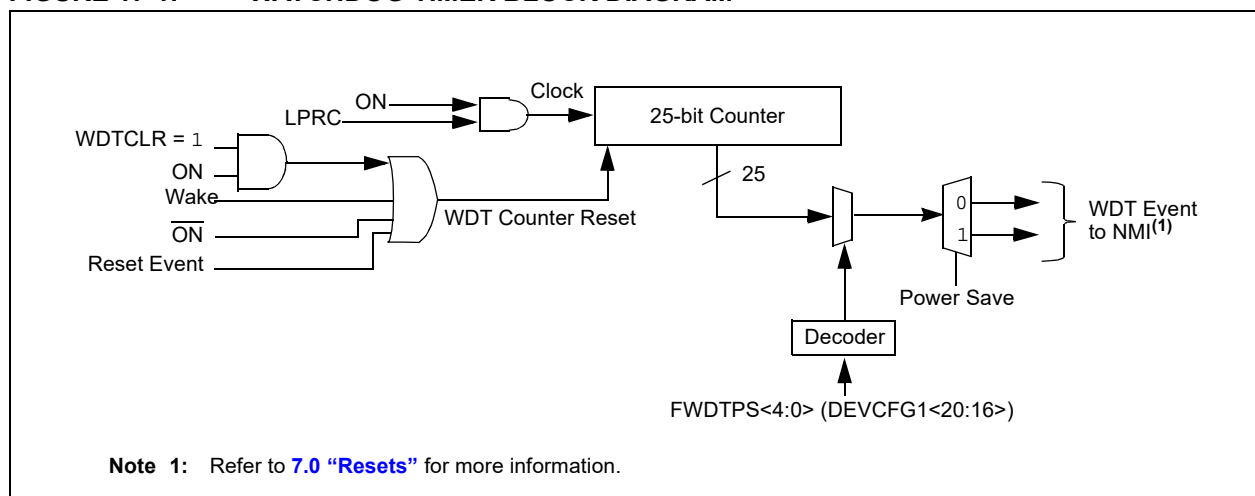 ON
Clock
LPRC
25-bit Counter
WDTCLR = 1
ON
25
Wake
WDT Counter Reset
ON
Reset Event
0
1
WDT Event
to NMI(1)
Power Save
Decoder
FWDTPS<4:0> (DEVCFG1<20:16>)
Note 1: Refer to 7.0 “Resets” for more information.